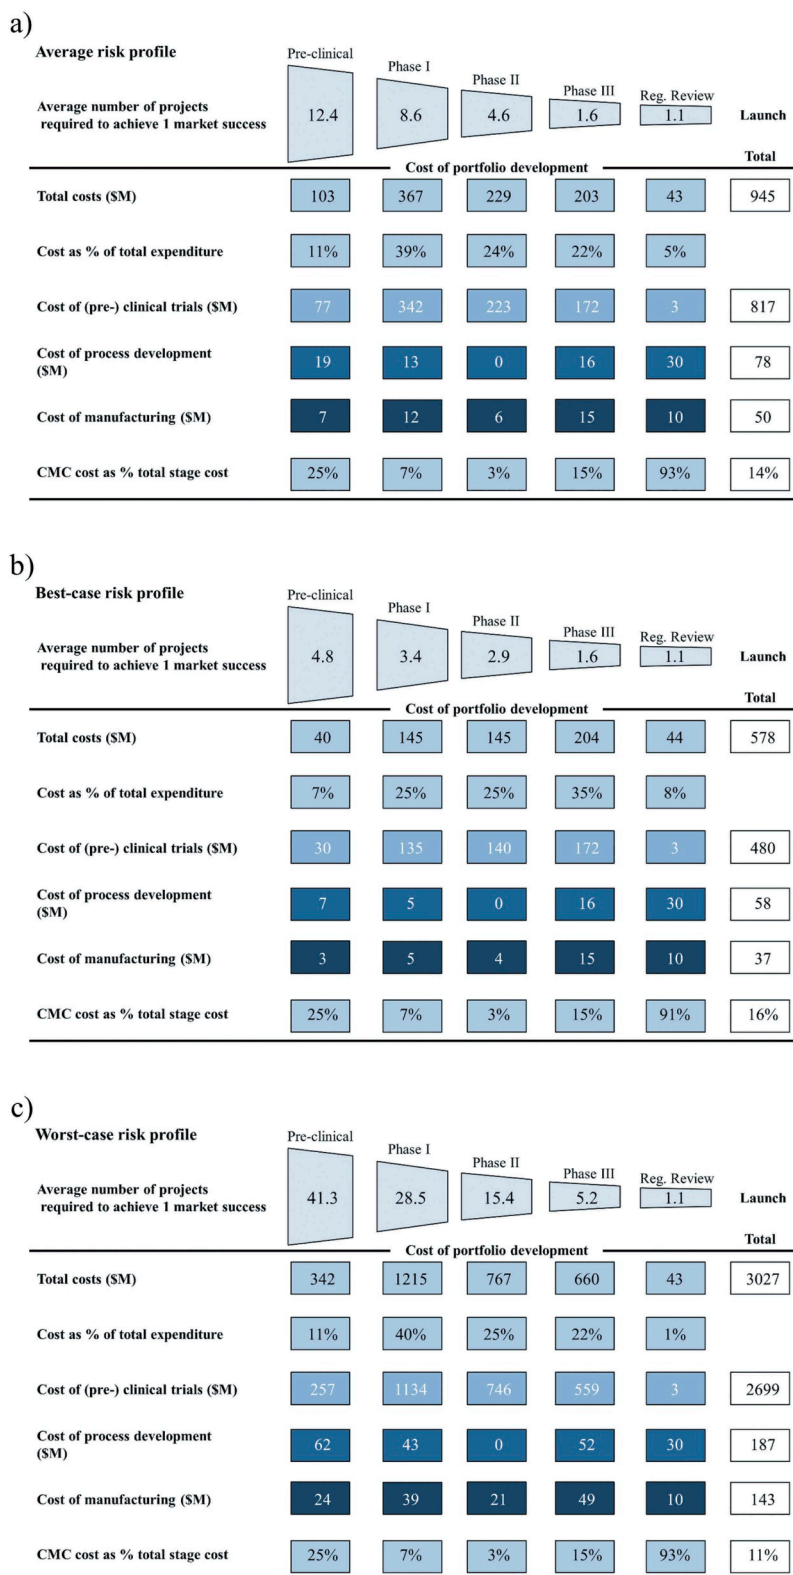 a)
Average risk profile
Pre-clinical
Phase I
Phase II
Phase III
Reg. Review
Average number of projects
required to achieve 1 market success
12.4 8.6 4.6 1.6 1.1 Launch
Total
Cost of portfolio development
Total costs ($M) 103 367 229 203 43 945
Cost as % of total expenditure 11% 39% 24% 22% 5%
Cost of (pre-) clinical trials ($M) 77 342 223 172 3 817
Cost of process development
($M) 19 13 0 16 30 78
Cost of manufacturing ($M) 7 12 6 15 10 50
CMC cost as % total stage cost 25% 7% 3% 15% 93% 14%
b)
Best-case risk profile
Pre-clinical
Phase I
Phase II
Phase III
Reg. Review
Average number of projects
required to achieve 1 market success
4.8 3.4 2.9 1.6 1.1 Launch
Total
Cost of portfolio development
Total costs ($M) 40 145 145 204 44 578
Cost as % of total expenditure 7% 25% 25% 35% 8%
Cost of (pre-) clinical trials ($M) 30 135 140 172 3 480
Cost of process development
($M) 7 5 0 16 30 58
Cost of manufacturing ($M) 3 5 4 15 10 37
CMC cost as % total stage cost 25% 7% 3% 15% 91% 16%
c)
Worst-case risk profile
Pre-clinical
Phase I
Phase II
Phase III
Reg. Review
Average number of projects
required to achieve 1 market success
41.3 28.5 15.4 5.2 1.1 Launch
Total
Cost of portfolio development
Total costs ($M) 342 1215 767 660 43 3027
Cost as % of total expenditure 11% 40% 25% 22% 1%
Cost of (pre-) clinical trials ($M) 257 1134 746 559 3 2699
Cost of process development
($M) 62 43 0 52 30 187
Cost of manufacturing ($M) 24 39 21 49 10 143
CMC cost as % total stage cost 25% 7% 3% 15% 93% 11%